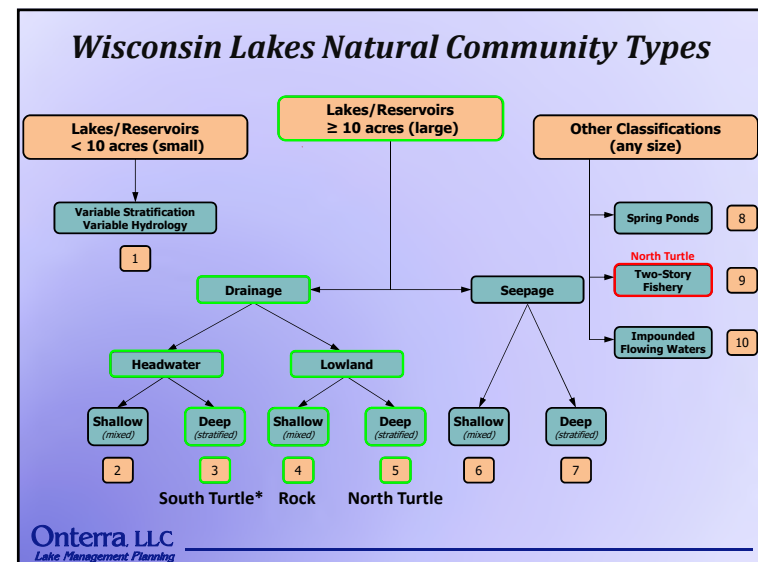 Wisconsin Lakes Natural Community Types
Lakes/Reservoirs
≥ 10 acres (large)
Lakes/Reservoirs
< 10 acres (small)
Other Classifications
(any size)
Variable Stratification
Variable Hydrology
1
Spring Ponds
8
North Turtle
Two-Story
Fishery
9
Drainage
Seepage
Impounded
Flowing Waters
10
Headwater
Lowland
Shallow
(mixed)
Deep
(stratified)
Shallow
(mixed)
Deep
(stratified)
Shallow
(mixed)
Deep
(stratified)
2
3
4
5
6
7
South Turtle*
Rock
North Turtle
Onterra, LLC
Lake Management Planning